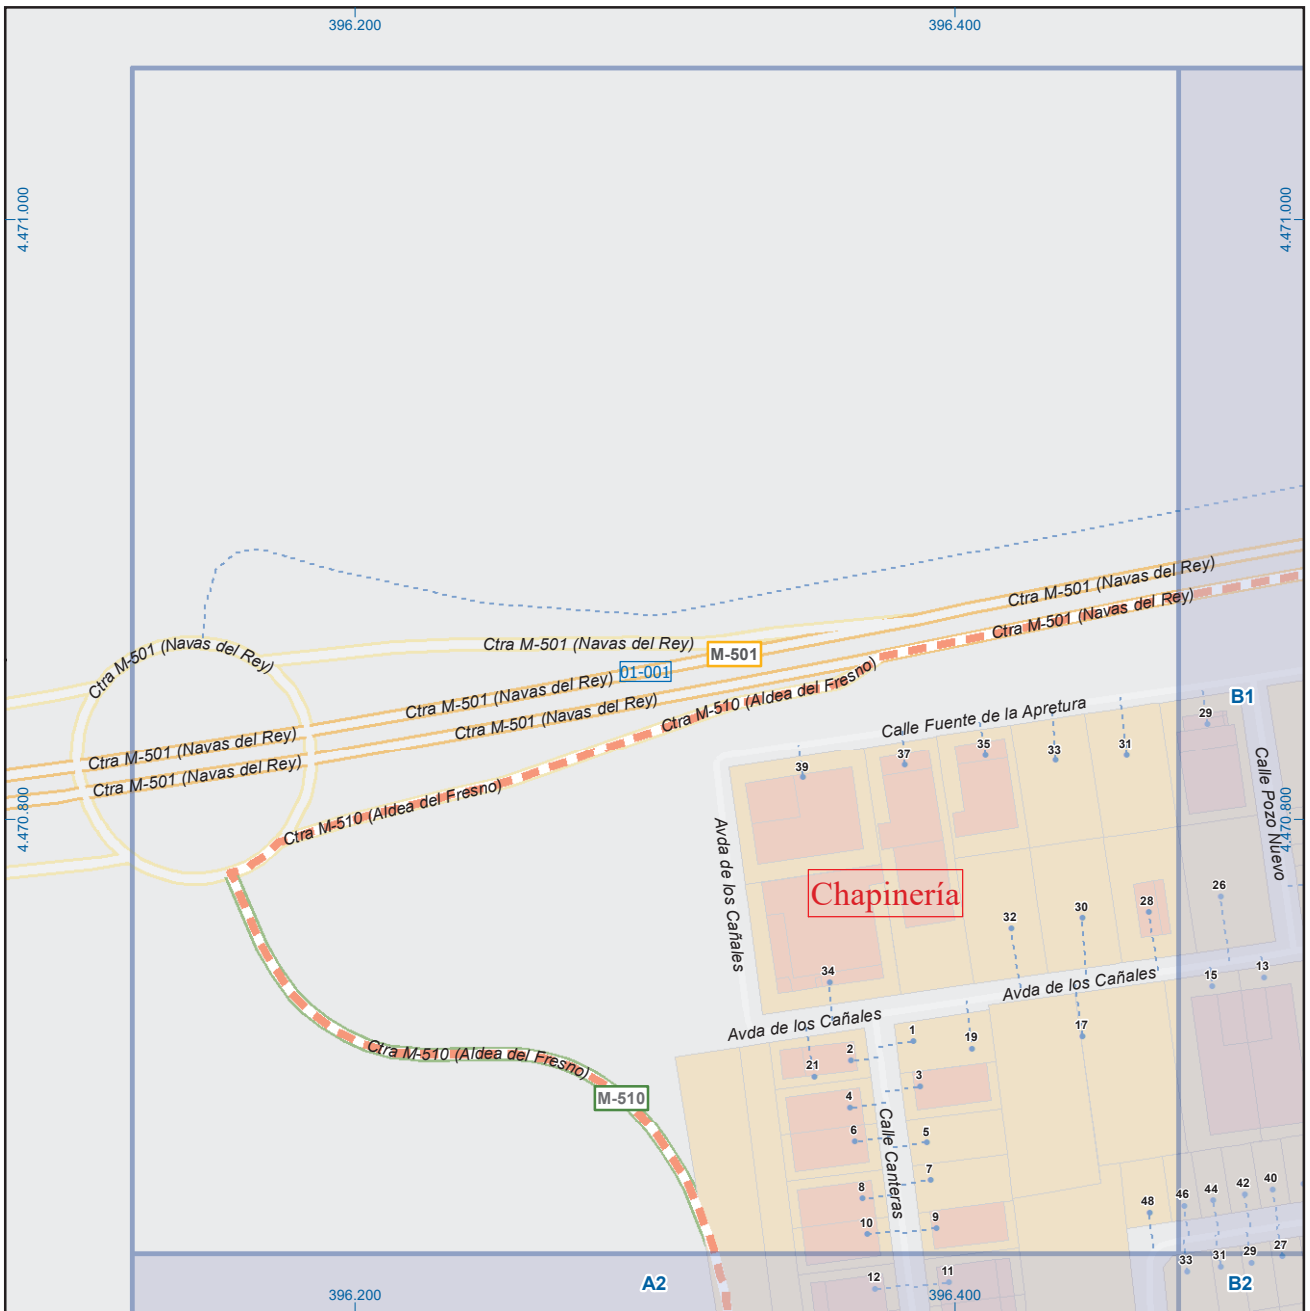 396.200
396.400
4.471.000
4.471.000
Ctra M-501 (Navas del Rey)
Ctra M-501 (Navas del Rey)
Ctra M-501 (Navas del Rey)
Ctra M-501 (Navas del Rey)
M-501
01-001
Ctra M-501 (Navas del Rey)
Ctra M-501 (Navas del Rey)
Ctra M-510 (Aldea del Fresno)
Calle Fuente de la Apretura
B1
29
Ctra M-501 (Navas del Rey)
Ctra M-501 (Navas del Rey)
39
37
35
33
31
Ctra M-510 (Aldea del Fresno)
4.470.800
4.470.800
Calle Pozo Nuevo
Avda de los Cañales
Chapinería
26
28
30
32
34
Avda de los Cañales
15
13
Avda de los Cañales
1
2
19
17
21
Ctra M-510 (Aldea del Fresno)
M-510
3
4
Calle Canteras
6
5
7
8
10
9
48
46
44
42
40
33
31
29
27
12
11
A2
B2
396.200
396.400